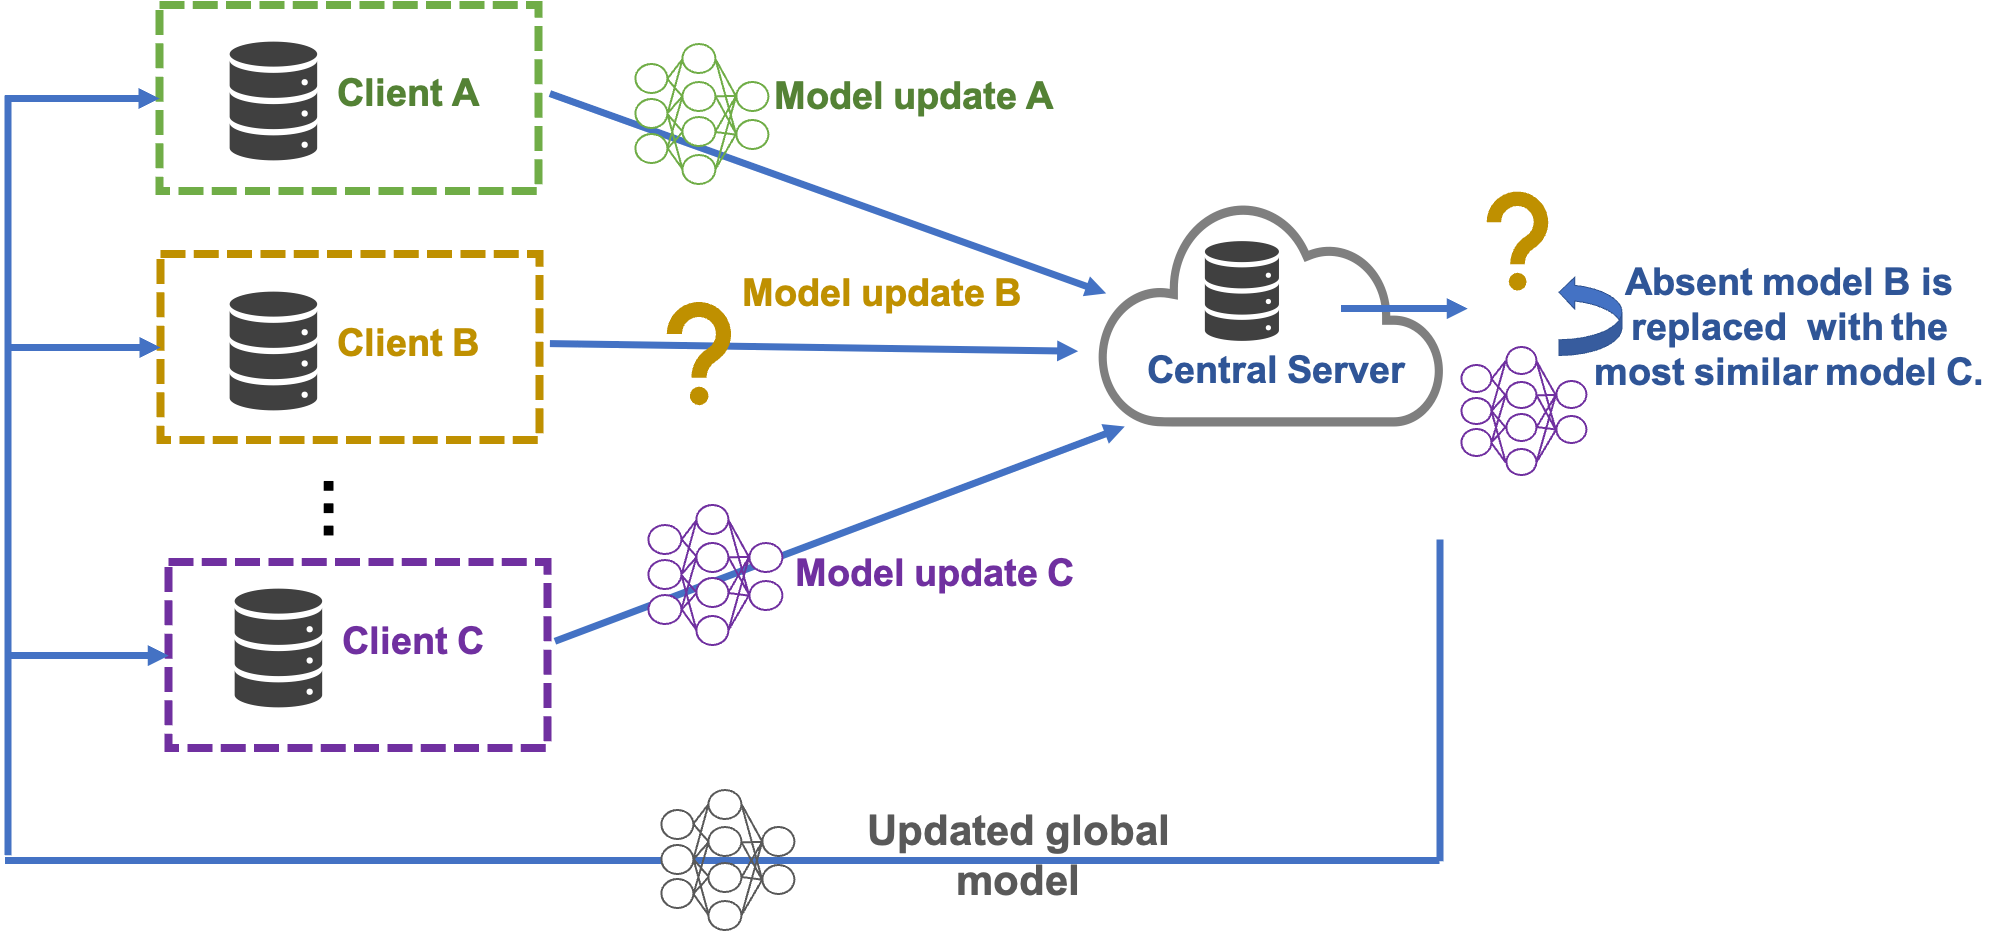 Client A
Model update A
Client B
Model update B
Central Server
Absent model B is
replaced with the
most similar model C.
Client C
Model update C
Updated global
model